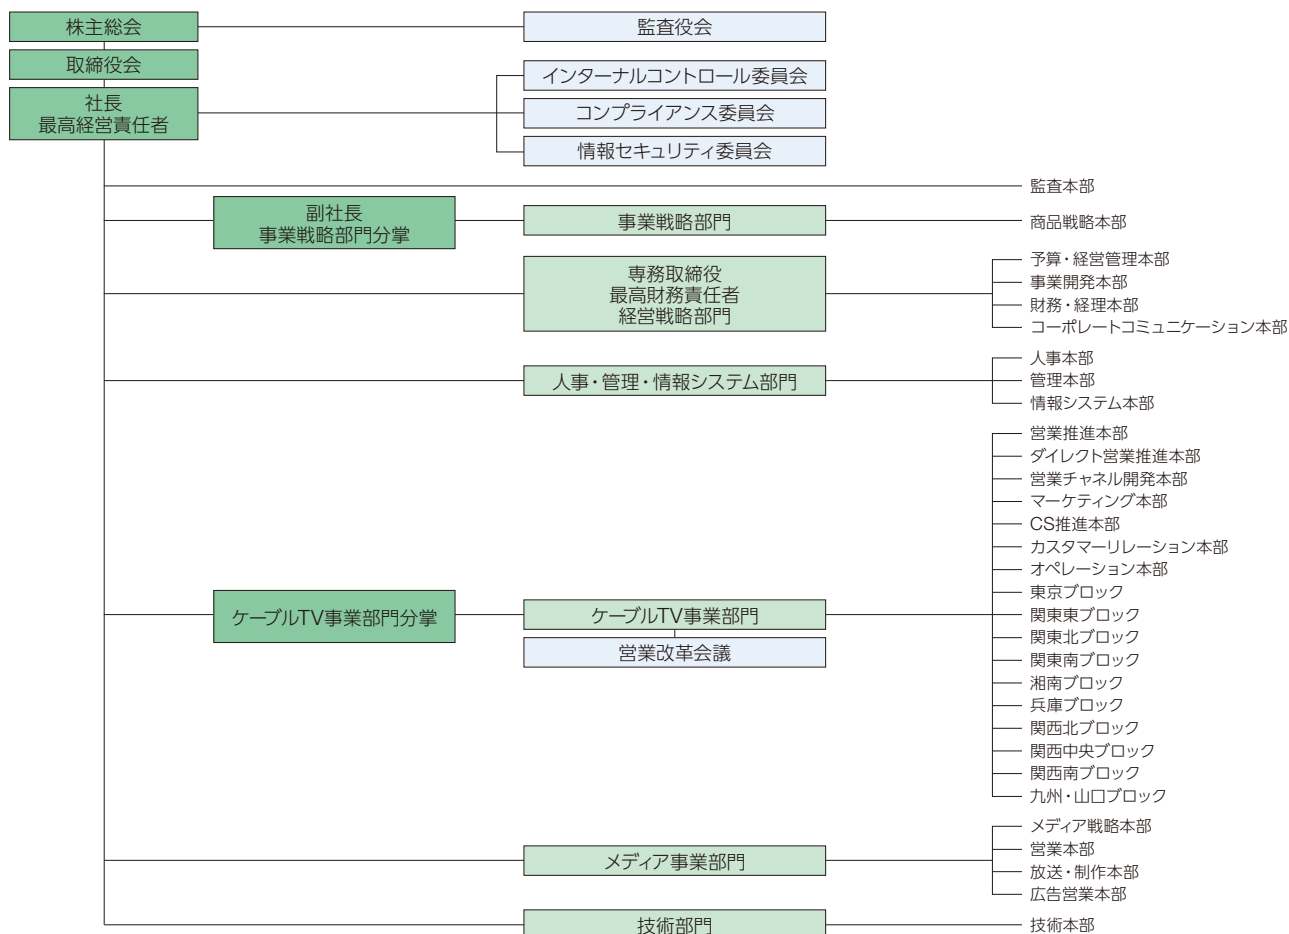 株主総会
監査役会
取締役会
社長
最高経営責任者
インターナルコントロール委員会
コンプライアンス委員会
情報セキュリティ委員会
監査本部
副社長
事業戦略部門分掌
事業戦略部門
商品戦略本部
専務取締役
最高財務責任者
経営戦略部門
予算・経営管理本部
事業開発本部
財務・経理本部
コーポレートコミュニケーション本部
人事・管理・情報システム部門
人事本部
管理本部
情報システム本部
ケーブルTV事業部門分掌
ケーブルTV事業部門
営業改革会議
営業推進本部
ダイレクト営業推進本部
営業チャネル開発本部
マーケティング本部
CS推進本部
カスタマーリレーション本部
オペレーション本部
東京ブロック
関東東ブロック
関東北ブロック
関東南ブロック
湘南ブロック
兵庫ブロック
関西北ブロック
関西中央ブロック
関西南ブロック
九州・山口ブロック
メディア事業部門
メディア戦略本部
営業本部
放送・制作本部
広告営業本部
技術部門
技術本部